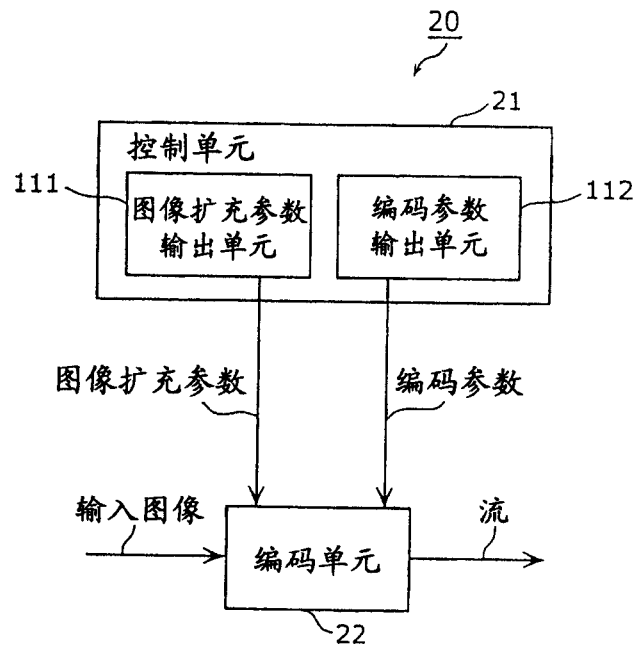 20
21
控制单元
111
图像扩充参数
输出单元
编码参数
输出单元
112
图像扩充参数
编码参数
输入图像
编码单元
流
22